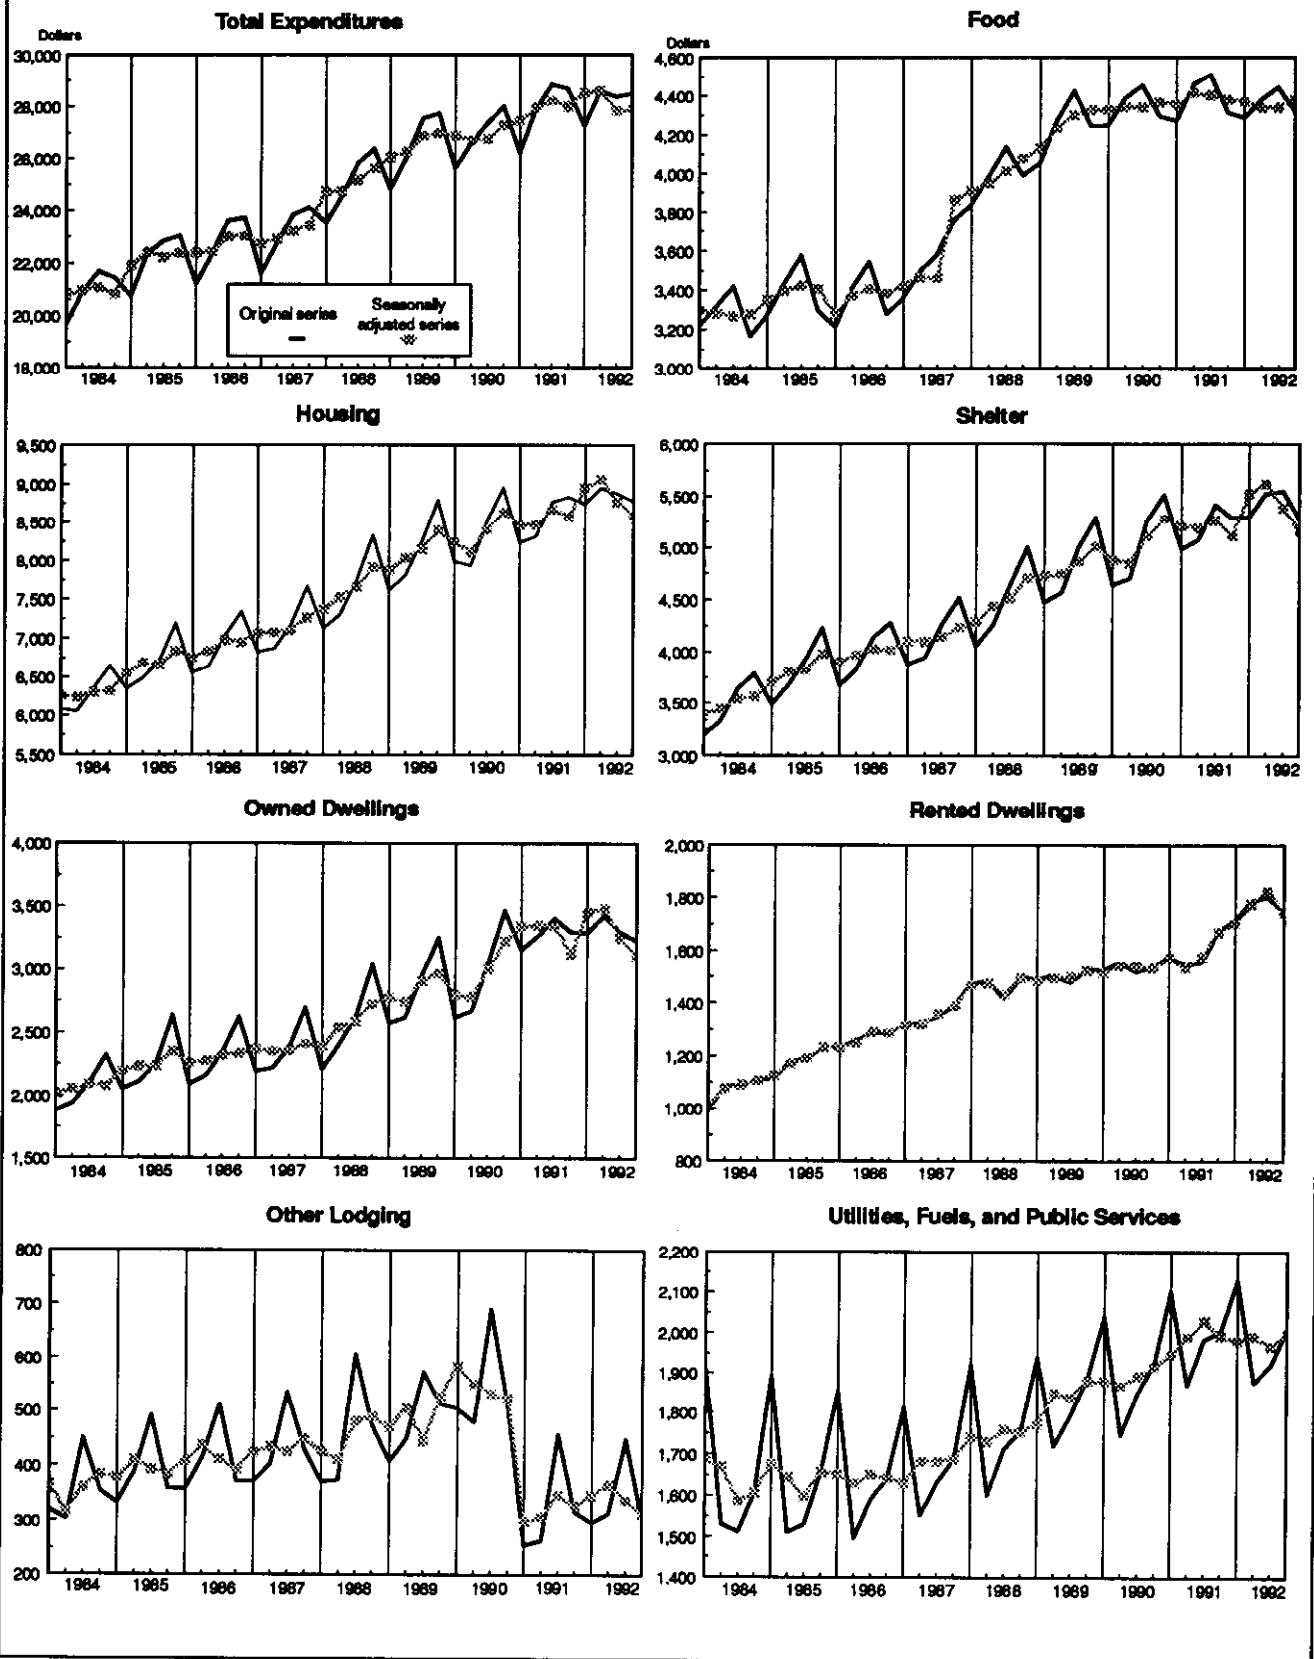 Total Expenditures
Dollars
30,000
28,000
26,000
24,000
22,000
20,000
18,000
Original series
Seasonally
adjusted series
1984 1985 1986 1987 1988 1989 1990 1991 1992
Food
Dollars
4,600
4,400
4,200
4,000
3,800
3,600
3,400
3,200
3,000
1984 1985 1986 1987 1988 1989 1990 1991 1992
Housing
9,500
9,000
8,500
8,000
7,500
7,000
6,500
6,000
5,500
1984 1985 1986 1987 1988 1989 1990 1991 1992
Shelter
6,000
5,500
5,000
4,500
4,000
3,500
3,000
1984 1985 1986 1987 1988 1989 1990 1991 1992
Owned Dwellings
4,000
3,500
3,000
2,500
2,000
1,500
1984 1985 1986 1987 1988 1989 1990 1991 1992
Rented Dwellings
2,000
1,800
1,600
1,400
1,200
1,000
800
1984 1985 1986 1987 1988 1989 1990 1991 1992
Other Lodging
800
700
600
500
400
300
200
1984 1985 1986 1987 1988 1989 1990 1991 1992
Utilities, Fuels, and Public Services
2,200
2,100
2,000
1,900
1,800
1,700
1,600
1,500
1,400
1984 1985 1986 1987 1988 1989 1990 1991 1992